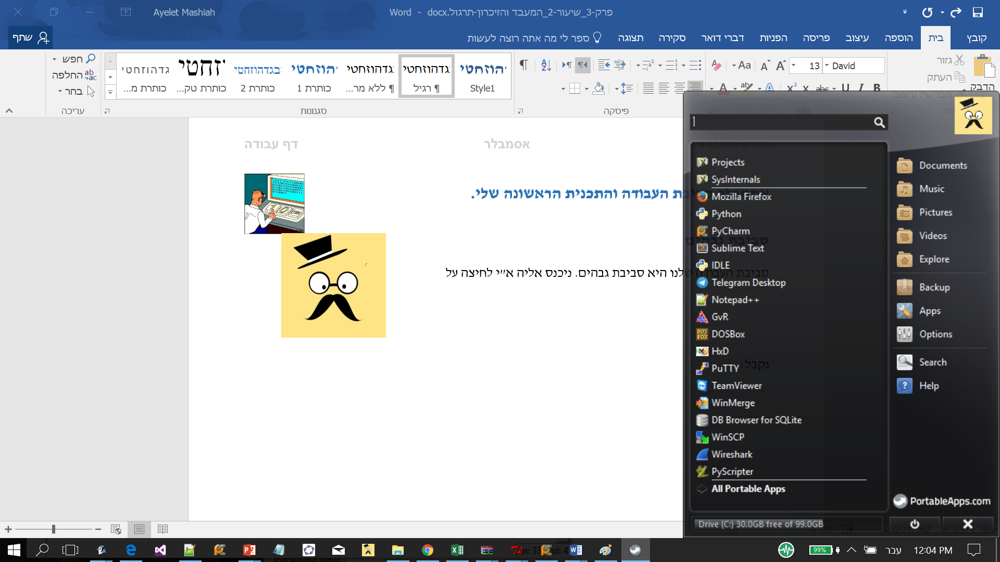 Ayelet Mashiah
פרק-3_שיעור-2_המעבד והזיכרון-תרגול.docx - Word
קובץ
בית
הוספה
עיצוב
פריסה
הפניות
דברי דואר
סקירה
תצוגה
ספר לי מה אתה רוצה לעשות
שתף
הדבק
גזור
העתק
מברשת עיצוב
David
13
גופן
פיסקה
Style1
¶ רגיל
¶ ללא מר...
כותרת 1
כותרת 2
כותרת טק...
כותרת מ...
סגנונות
חפש
החלפה
בחר
עריכה
אסמבלר
דף עבודה
העבודה והתכנית הראשונה שלי.
סביבת גבהים
סביבת העבודה שלנו היא סביבת גבהים. ניכנס אליה א״י לחיצה על
נקבל:
Projects
SysInternals
Mozilla Firefox
Python
PyCharm
Sublime Text
IDLE
Telegram Desktop
Notepad++
GvR
DOSBox
HxD
PuTTY
TeamViewer
WinMerge
DB Browser for SQLite
WinSCP
Wireshark
PyScripter
All Portable Apps
Drive (C:) 30.0GB free of 99.0GB
Documents
Music
Pictures
Videos
Explore
Backup
Apps
Options
Search
Help
PortableApps.com
99%
עבר
12:04 PM